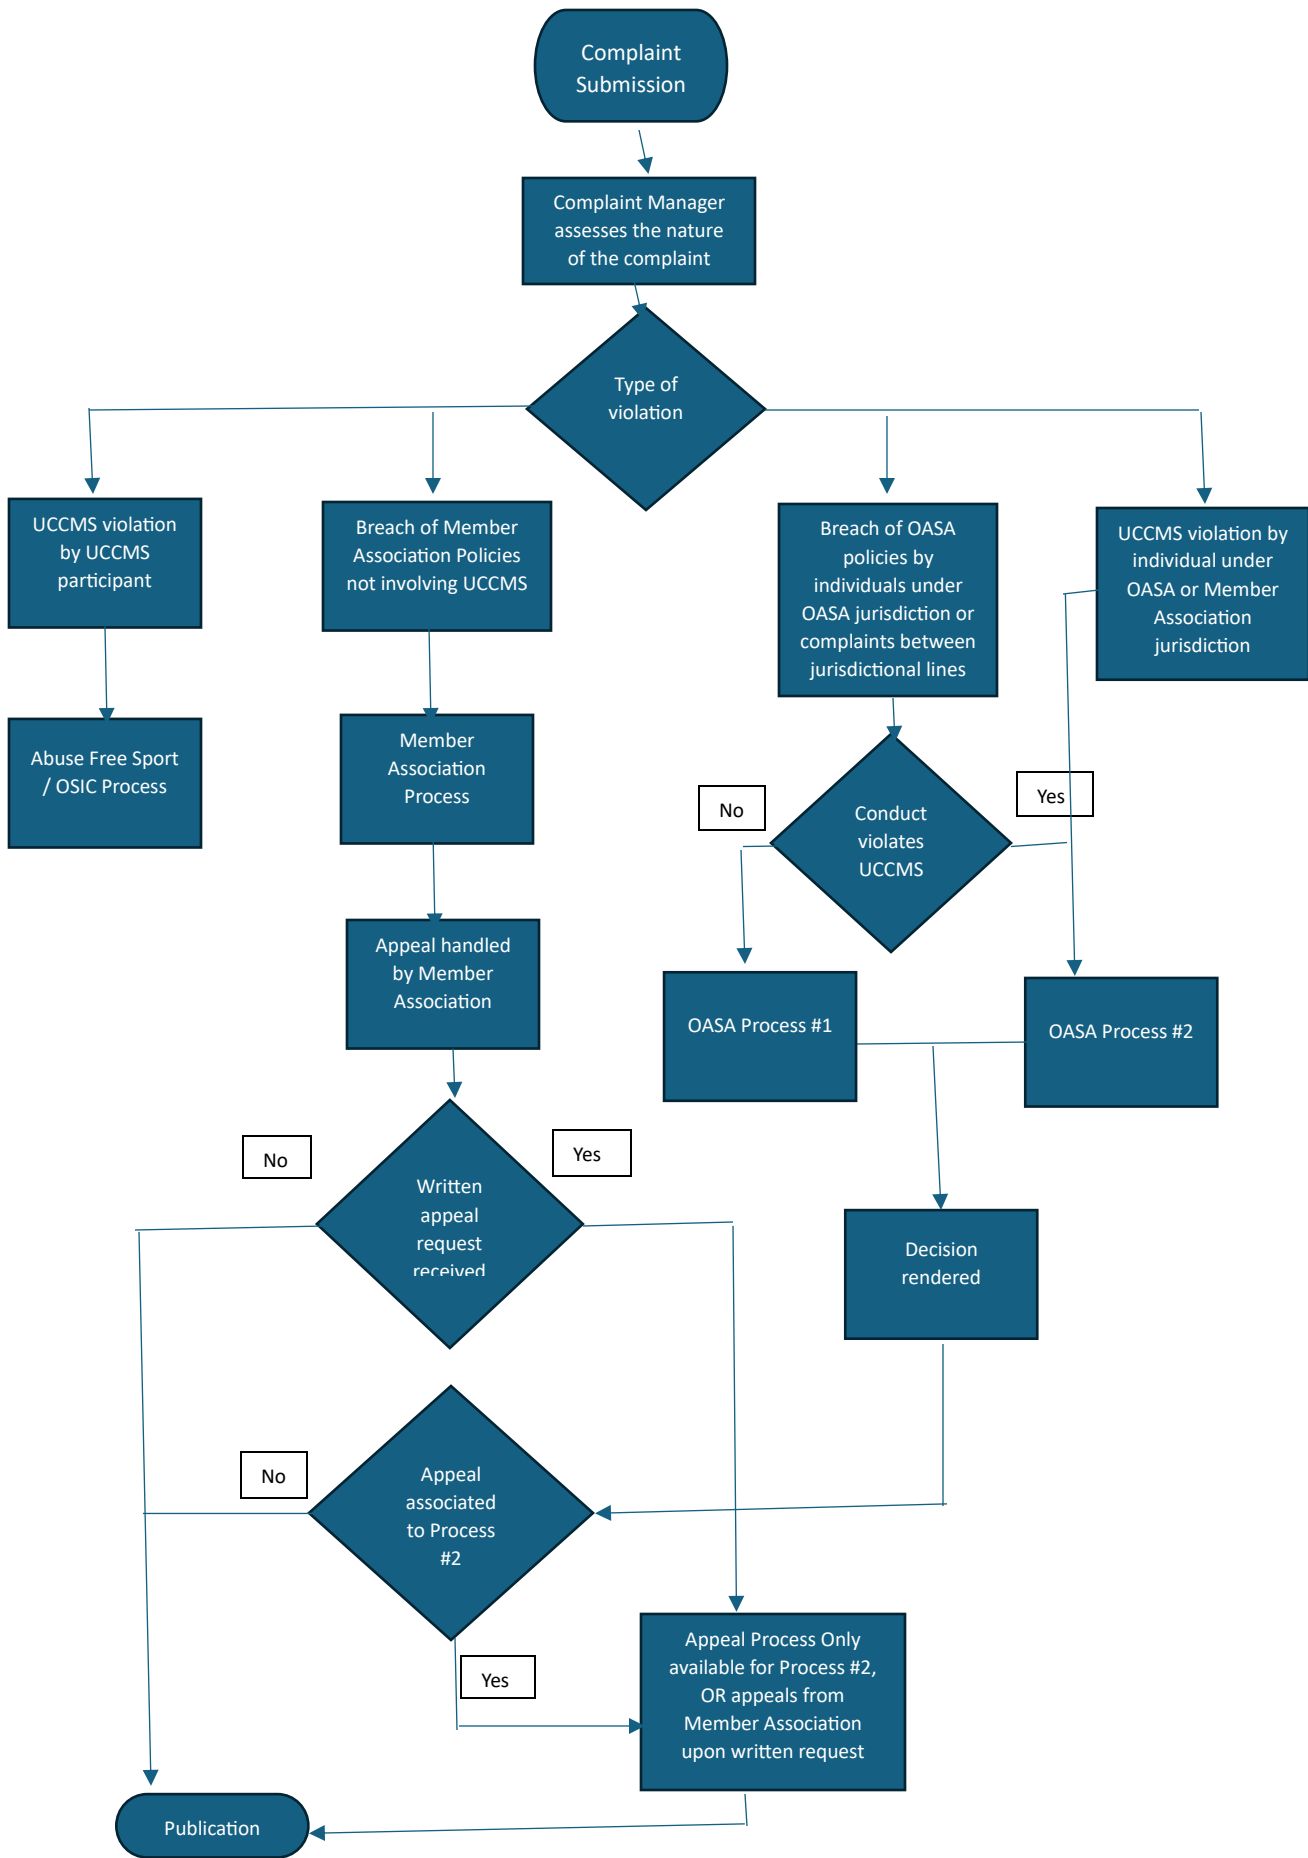 Complaint
Submission
Complaint Manager
assesses the nature
of the complaint
Type of
violation
UCCMS violation
by UCCMS
participant
Breach of Member
Association Policies
not involving UCCMS
Breach of OASA
policies by
individuals under
OASA jurisdiction or
complaints between
jurisdictional lines
UCCMS violation by
individual under
OASA or Member
Association
jurisdiction
Abuse Free Sport
/ OSIC Process
Member
Association
Process
No
Conduct
violates
UCCMS
Yes
Appeal handled
by Member
Association
OASA Process #1
OASA Process #2
No
Written
appeal
request
received
Yes
Decision
rendered
No
Appeal
associated
to Process
#2
Yes
Appeal Process Only
available for Process #2,
OR appeals from
Member Association
upon written request
Publication